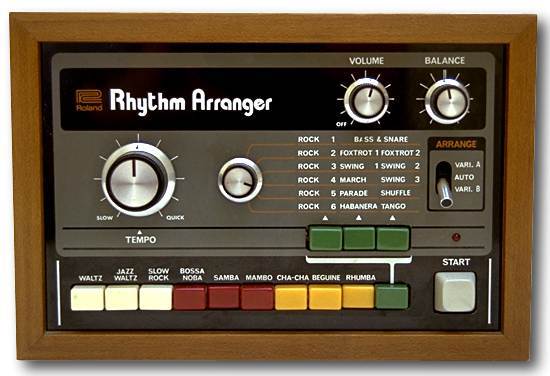 VOLUME BALANCE
Roland
Rhythm Arranger
OFF
ROCK 1 BASS & SNARE
ROCK 2 FOXTROT 1 FOXTROT 2
ROCK 3 SWING 1 SWING 2
ROCK 4 MARCH SWING 3
ROCK 5 PARADE SHUFFLE
ROCK 6 HABANERA TANGO
ARRANGE
VARI. A
AUTO
VARI. B
SLOW QUICK
TEMPO
START
WALTZ
JAZZ
WALTZ
SLOW
ROCK
BOSSA
NOBA
SAMBA
MAMBO
CHA-CHA
BEGUINE
RHUMBA